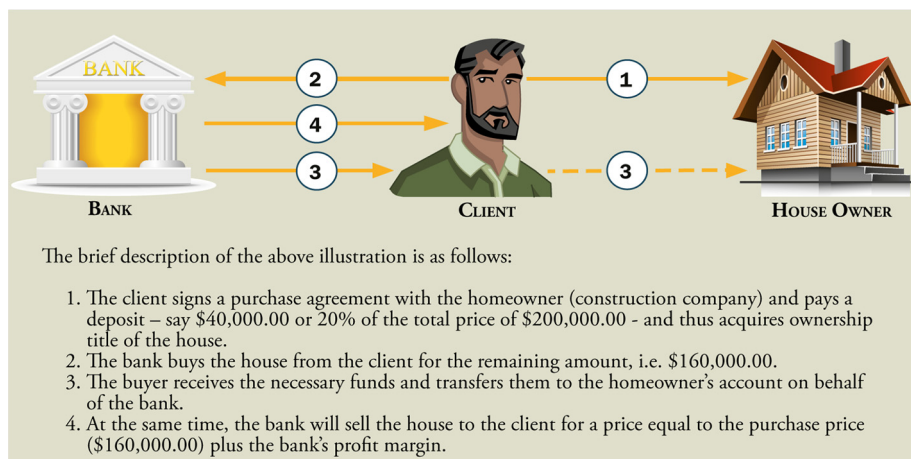 BANK
2
1
4
3
3
BANK
CLIENT
HOUSE OWNER
The brief description of the above illustration is as follows:
1. The client signs a purchase agreement with the homeowner (construction company) and pays a
deposit – say $40,000.00 or 20% of the total price of $200,000.00 - and thus acquires ownership
title of the house.
2. The bank buys the house from the client for the remaining amount, i.e. $160,000.00.
3. The buyer receives the necessary funds and transfers them to the homeowner's account on behalf
of the bank.
4. At the same time, the bank will sell the house to the client for a price equal to the purchase price
($160,000.00) plus the bank's profit margin.